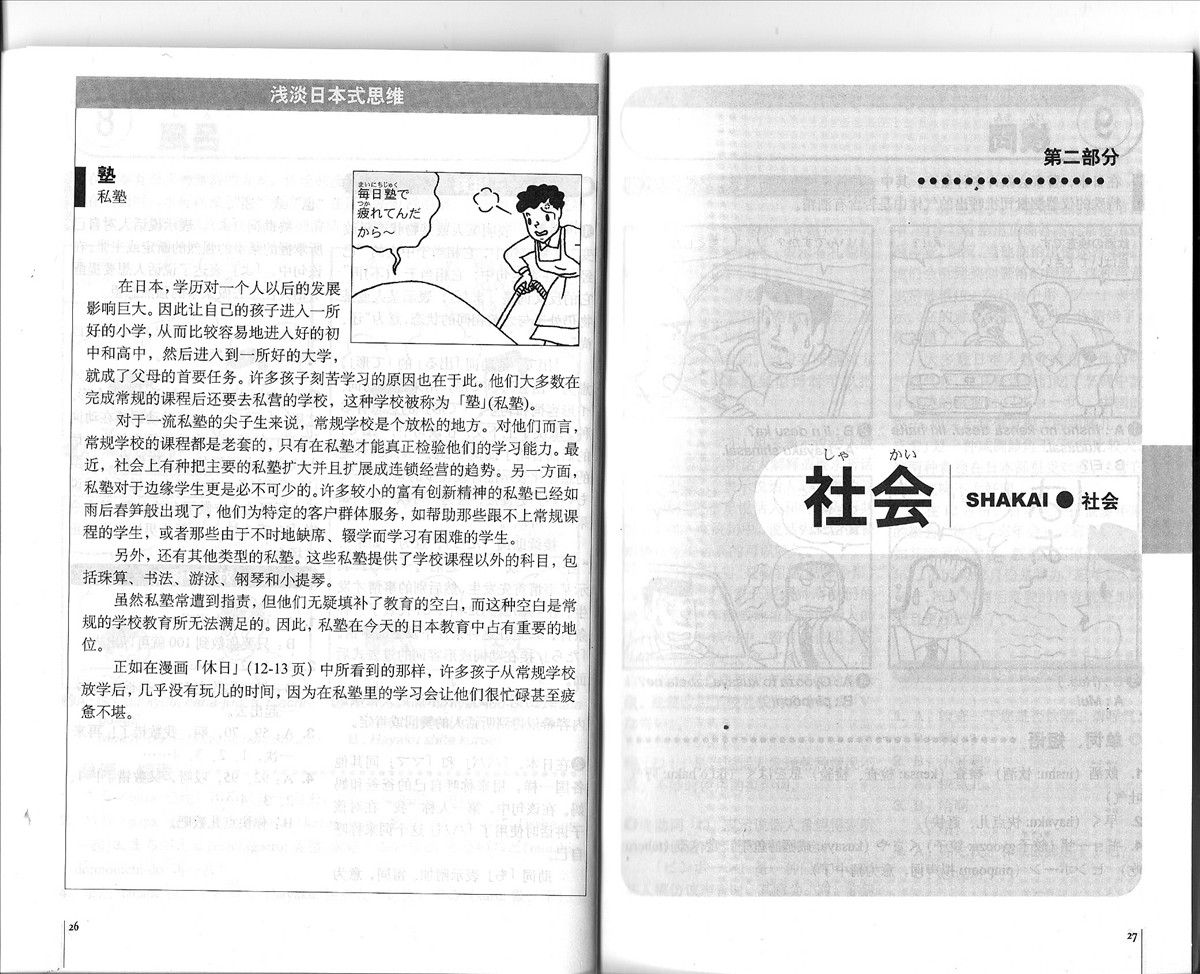 浅淡日本式思维
塾
私塾
まいにちじゅく
毎日塾で
つか
疲れてんだ
から〜
在日本，学历对一个人以后的发展
影响巨大。因此让自己的孩子进入一所
好的小学，从而比较容易地进入好的初
中和高中，然后进入到一所好的大学，
就成了父母的首要任务。许多孩子刻苦学习的原因也在于此。他们大多数在
完成常规的课程后还要去私营的学校，这种学校被称为「塾」(私塾)。
对于一流私塾的尖子生来说，常规学校是个放松的地方。对他们而言，
常规学校的课程都是老套的，只有在私塾才能真正检验他们的学习能力。最
近，社会上有种把主要的私塾扩大并且扩展成连锁经营的趋势。另一方面，
私塾对于边缘学生更是必不可少的。许多较小的富有创新精神的私塾已经如
雨后春笋般出现了，他们为特定的客户群体服务，如帮助那些跟不上常规课
程的学生，或者那些由于不时地缺席、辍学而学习有困难的学生。
另外，还有其他类型的私塾。这些私塾提供了学校课程以外的科目，包
括珠算、书法、游泳、钢琴和小提琴。
虽然私塾常遭到指责，但他们无疑填补了教育的空白，而这种空白是常
规的学校教育所无法满足的。因此，私塾在今天的日本教育中占有重要的地
位。
正如在漫画「休日」(12-13页) 中所看到的那样，许多孩子从常规学校
放学后，几乎没有玩儿的时间，因为在私塾里的学习会让他们很忙碌甚至疲
惫不堪。
26
第二部分
しゃ かい
社会 SHAKAI ● 社会
27